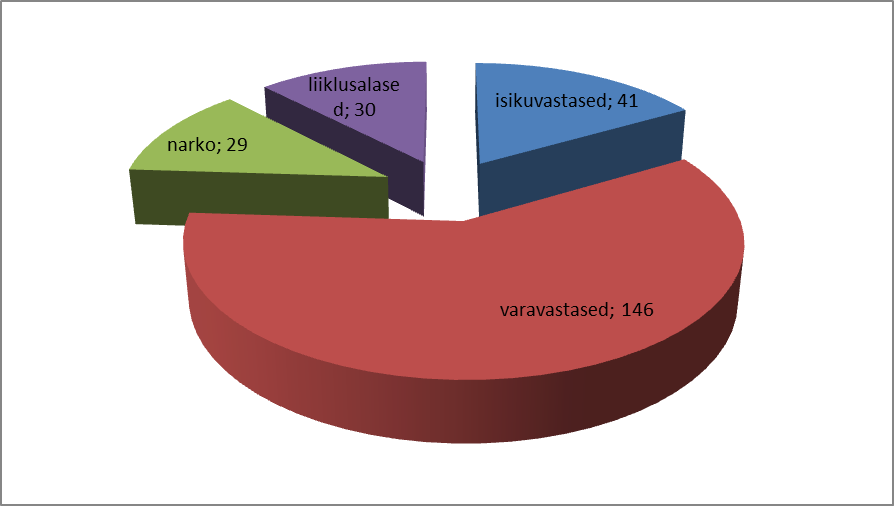 liiklusalase
d; 30
isikuvastased; 41
narko; 29
varavastased; 146